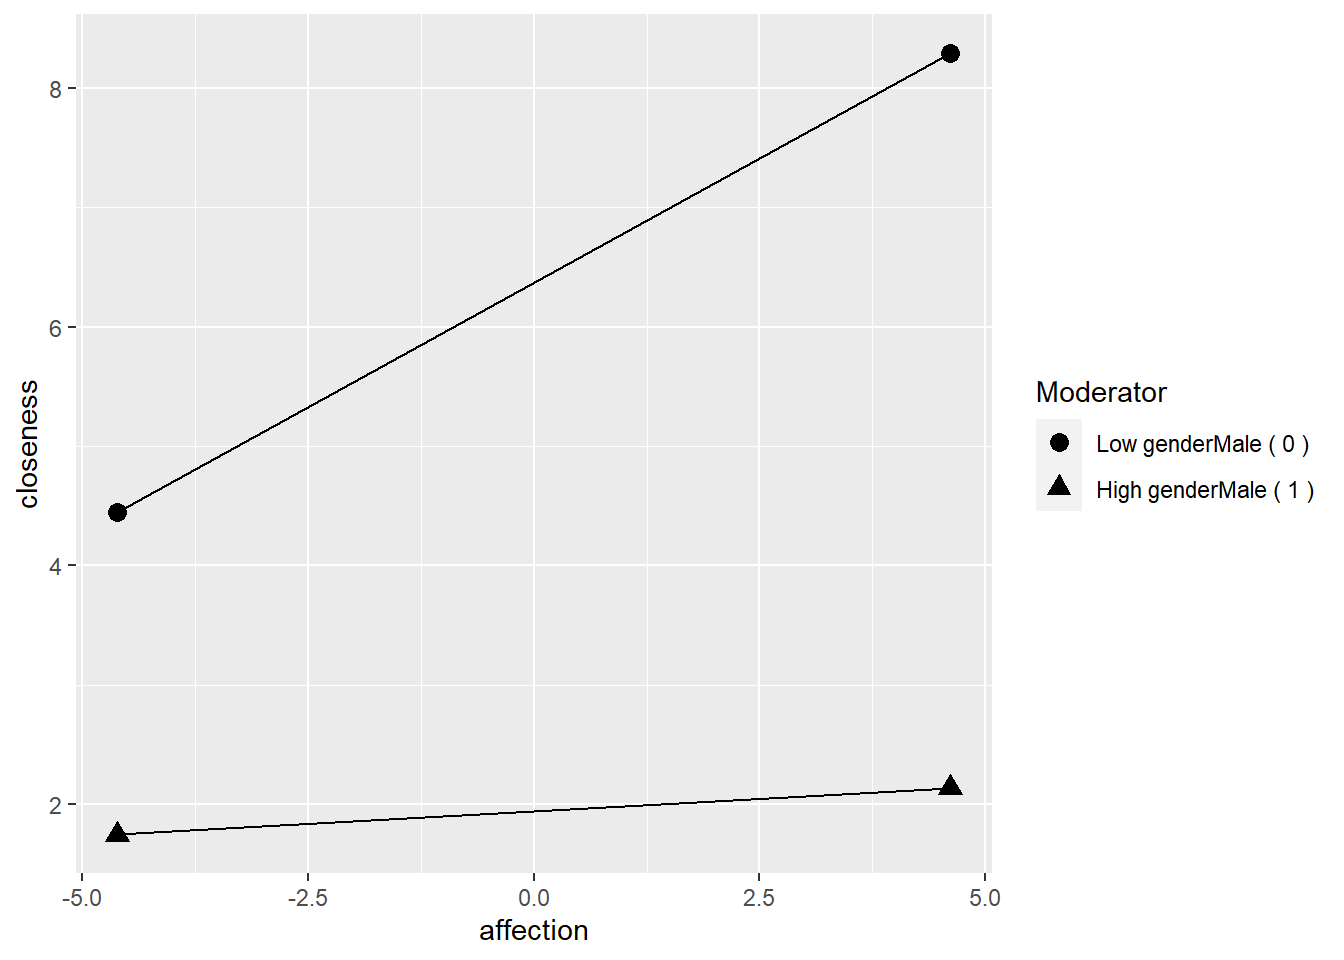 8
6
4
2
closeness
-5.0
-2.5
0.0
2.5
5.0
affection
Moderator
Low genderMale ( 0 )
High genderMale ( 1 )